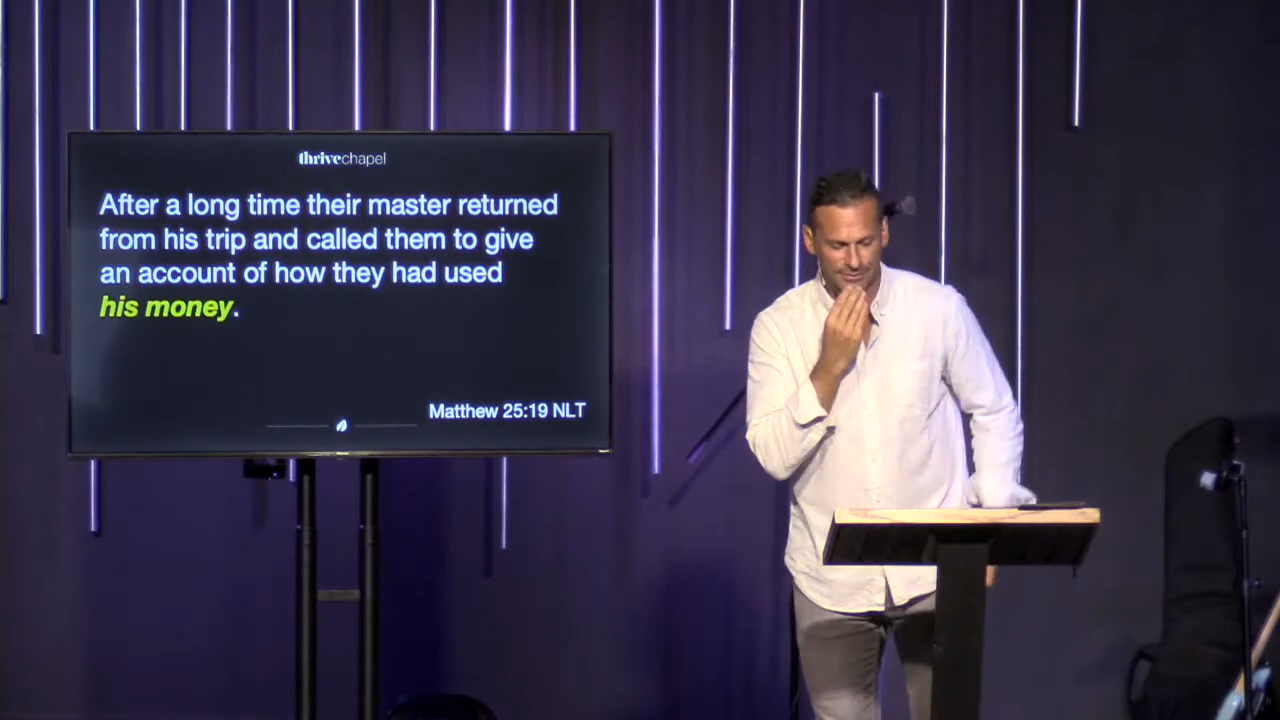 thrivechapel
After a long time their master returned
from his trip and called them to give
an account of how they had used
his money.
Matthew 25:19 NLT